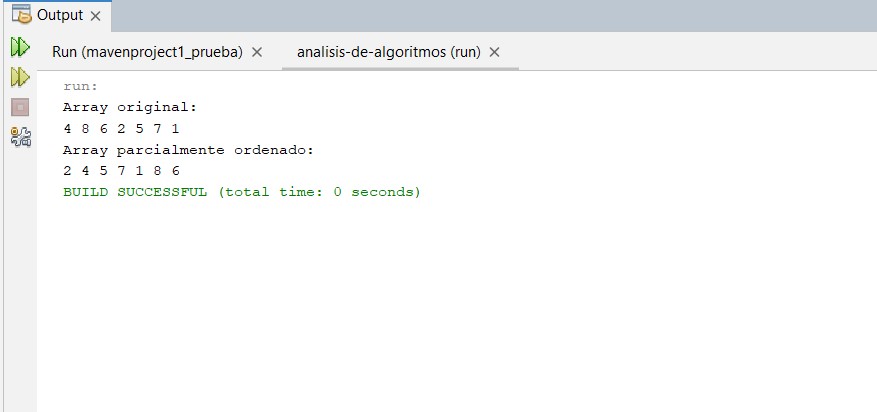 Output
Run (mavenproject1_prueba) analisis-de-algoritmos (run)
run:
Array original:
4 8 6 2 5 7 1
Array parcialmente ordenado:
2 4 5 7 1 8 6
BUILD SUCCESSFUL (total time: 0 seconds)